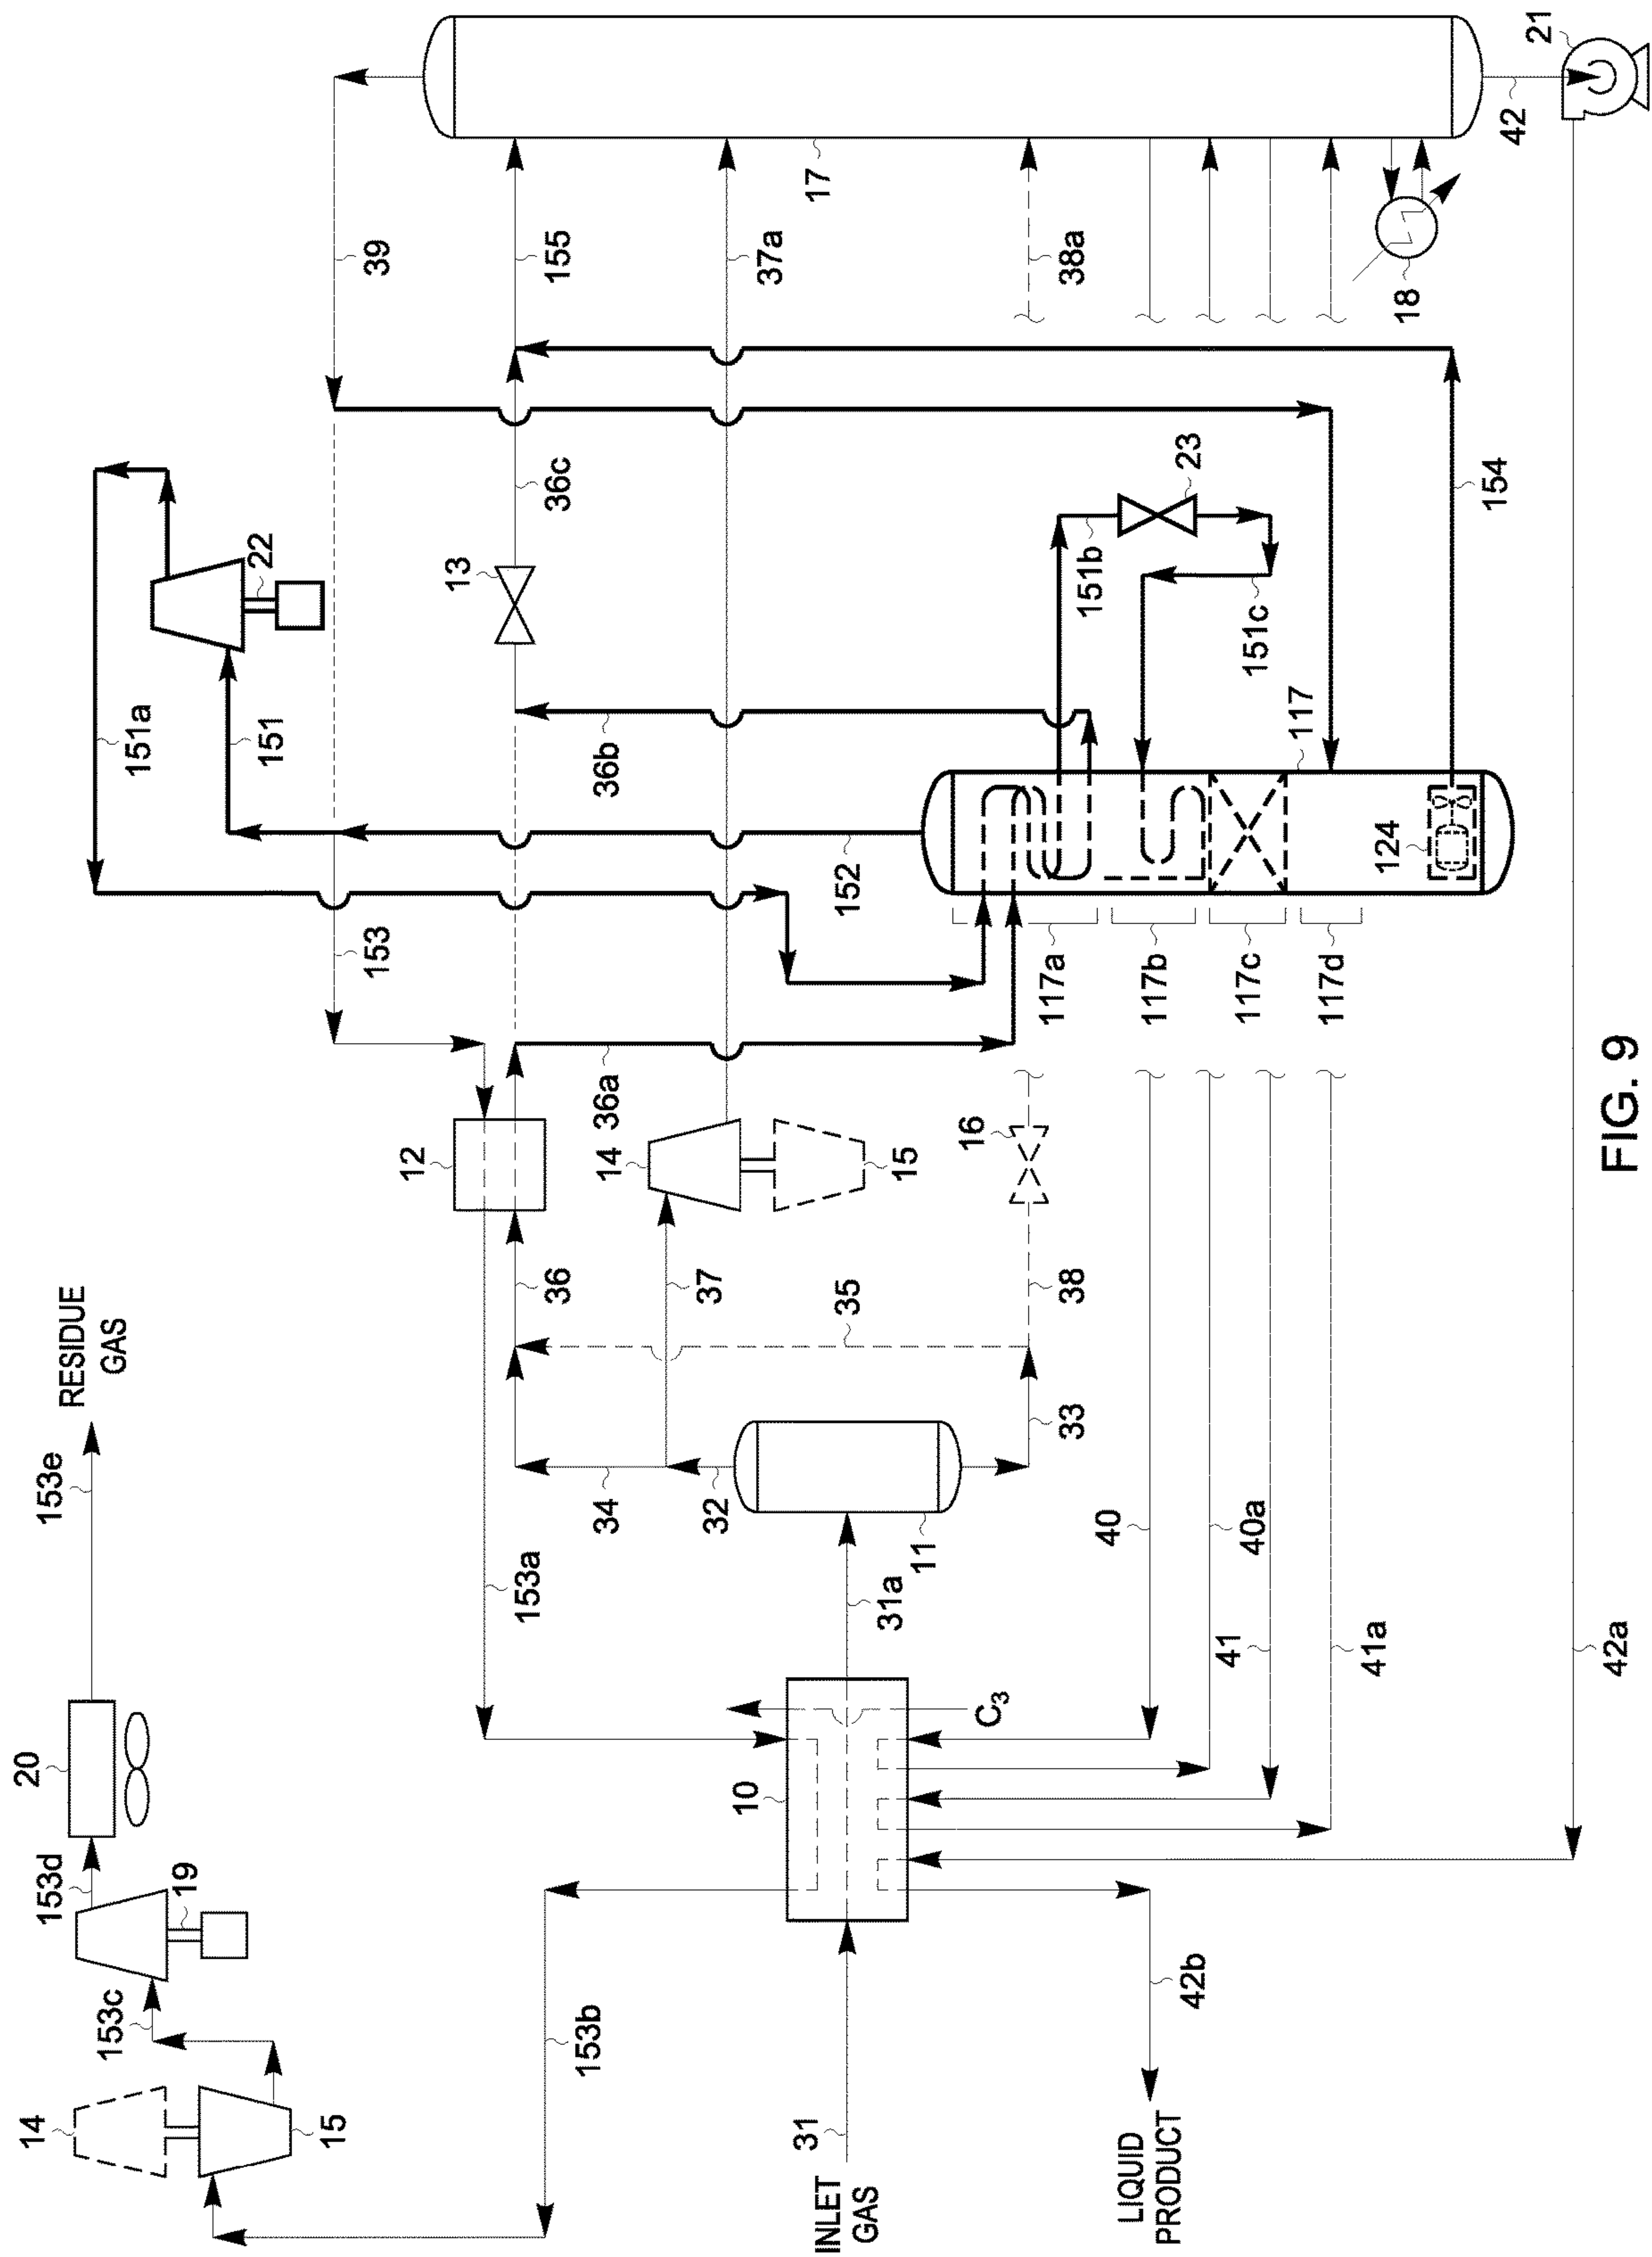 FIG. 9
RESIDUE
GAS
153e
20
153d
19
153c
14
15
153b
INLET
GAS
31
LIQUID
PRODUCT
42b
10
C3
31a
11
153a
32
34
33
35
36
37
38
12
14
15
16
36a
153
40
40a
41
41a
42a
151a
151
22
152
36b
13
36c
39
155
37a
38a
17
18
42
21
154
23
151b
151c
117
124
117a
117b
117c
117d